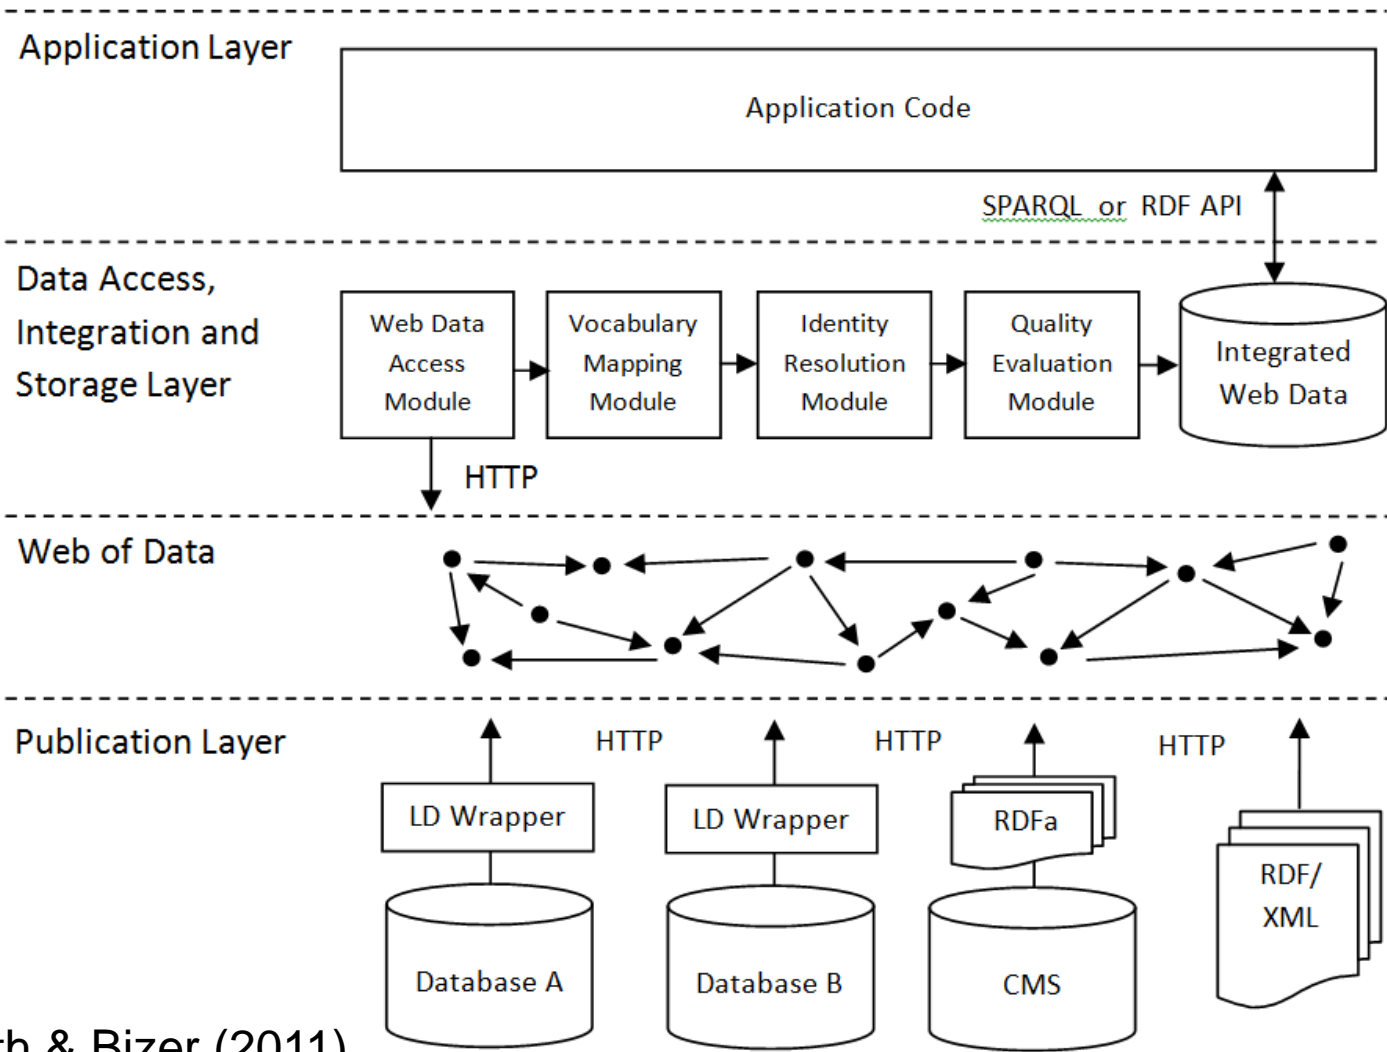 Application Layer
Application Code
SPARQL or RDF API
Data Access,
Integration and
Storage Layer
Web Data
Access
Module
Vocabulary
Mapping
Module
Identity
Resolution
Module
Quality
Evaluation
Module
Integrated
Web Data
HTTP
Web of Data
Publication Layer
HTTP
HTTP
HTTP
LD Wrapper
LD Wrapper
RDFa
RDF/
XML
Database A
Database B
CMS
& Bizer (2011)